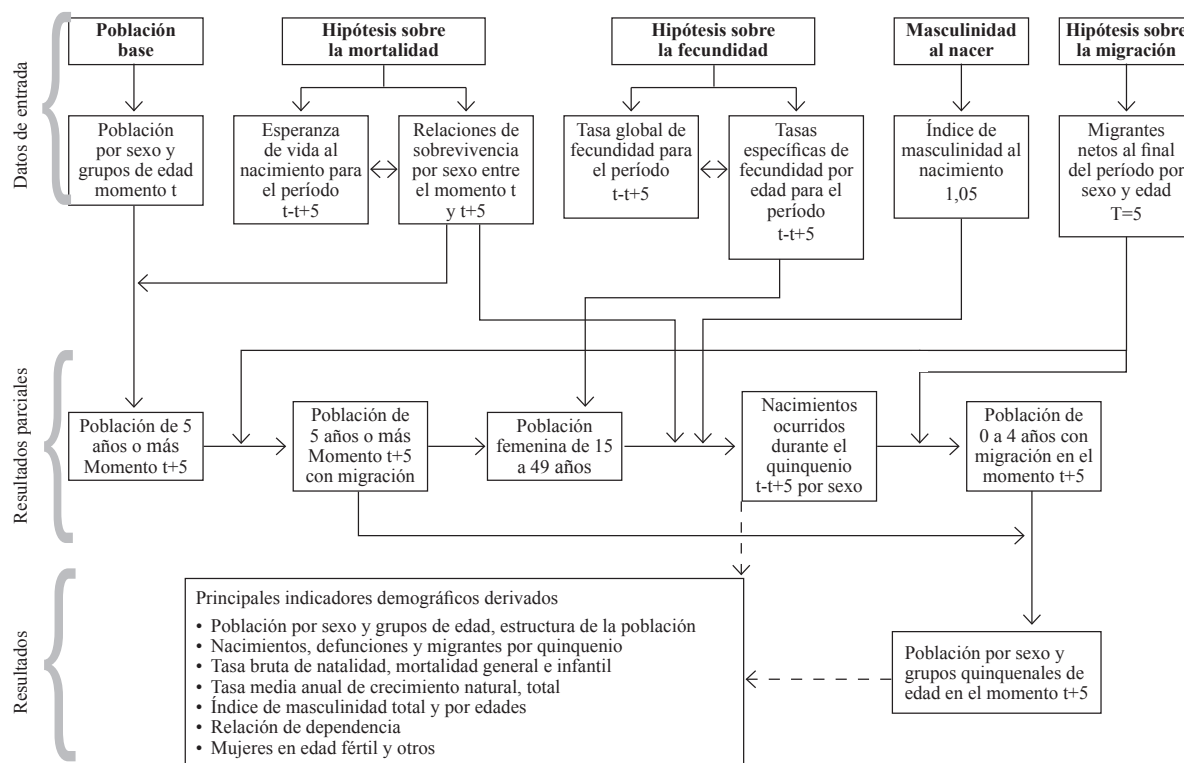 Datos de entrada
Población
base
Hipótesis sobre
la mortalidad
Hipótesis sobre
la fecundidad
Masculinidad
al nacer
Hipótesis sobre
la migración
Población
por sexo y
grupos de edad
momento t
Esperanza
de vida al
nacimiento para
el período
t-t+5
Relaciones de
sobrevivencia
por sexo entre
el momento t
y t+5
Tasa global de
fecundidad para
el período
t-t+5
Tasas
específicas de
fecundidad por
edad para el
período
t-t+5
Índice de
masculinidad al
nacimiento
1,05
Migrantes
netos al final
del período por
sexo y edad
T=5
Resultados parciales
Población de 5
años o más
Momento t+5
Población de
5 años o más
Momento t+5
con migración
Población
femenina de 15
a 49 años
Nacimientos
ocurridos
durante el
quinquenio
t-t+5 por sexo
Población de
0 a 4 años con
migración en el
momento t+5
Resultados
Principales indicadores demográficos derivados
• Población por sexo y grupos de edad, estructura de la población
• Nacimientos, defunciones y migrantes por quinquenio
• Tasa bruta de natalidad, mortalidad general e infantil
• Tasa media anual de crecimiento natural, total
• Índice de masculinidad total y por edades
• Relación de dependencia
• Mujeres en edad fértil y otros
Población por sexo y
grupos quinquenales de
edad en el momento t+5